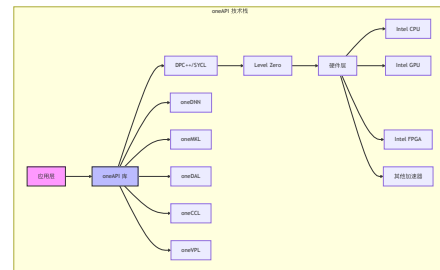 oneAPI 技术栈
Intel CPU
DPC++/SYCL
Level Zero
硬件层
Intel GPU
oneDNN
oneMKL
Intel FPGA
应用层
oneAPI 库
oneDAL
其他加速器
oneCCL
oneVPL